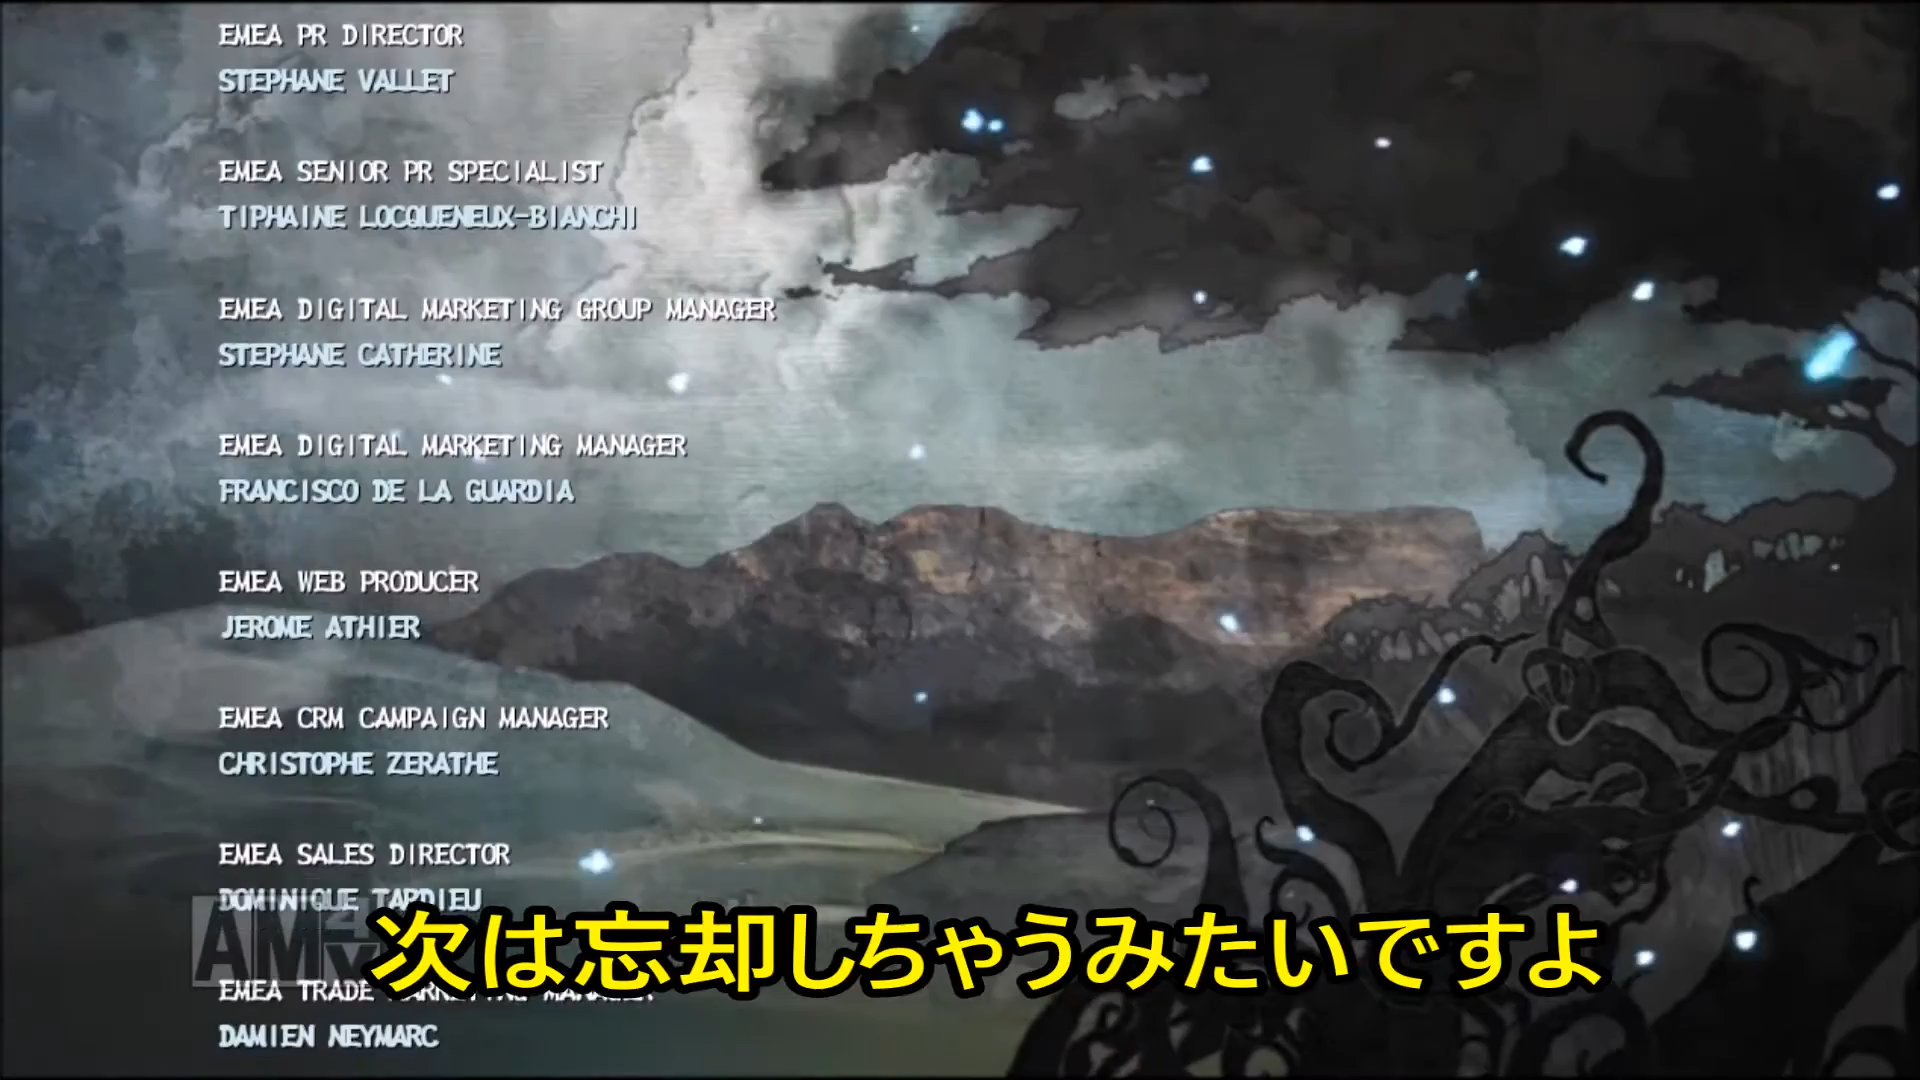 EMEA PR DIRECTOR
STEPHANE VALLET
EMEA SENIOR PR SPECIALIST
TIPHAINE LOCQUENEUX-BIANCHI
EMEA DIGITAL MARKETING GROUP MANAGER
STEPHANE CATHERINE
EMEA DIGITAL MARKETING MANAGER
FRANCISCO DE LA GUARDIA
EMEA WEB PRODUCER
JEROME ATHIER
EMEA CRM CAMPAIGN MANAGER
CHRISTOPHE ZERATHE
EMEA SALES DIRECTOR
DOMINIQUE TARDIEU
次は忘却しちゃうみたいですよ
EMEA TRADE MARKETING MANAGER
DAMIEN NEYMARC